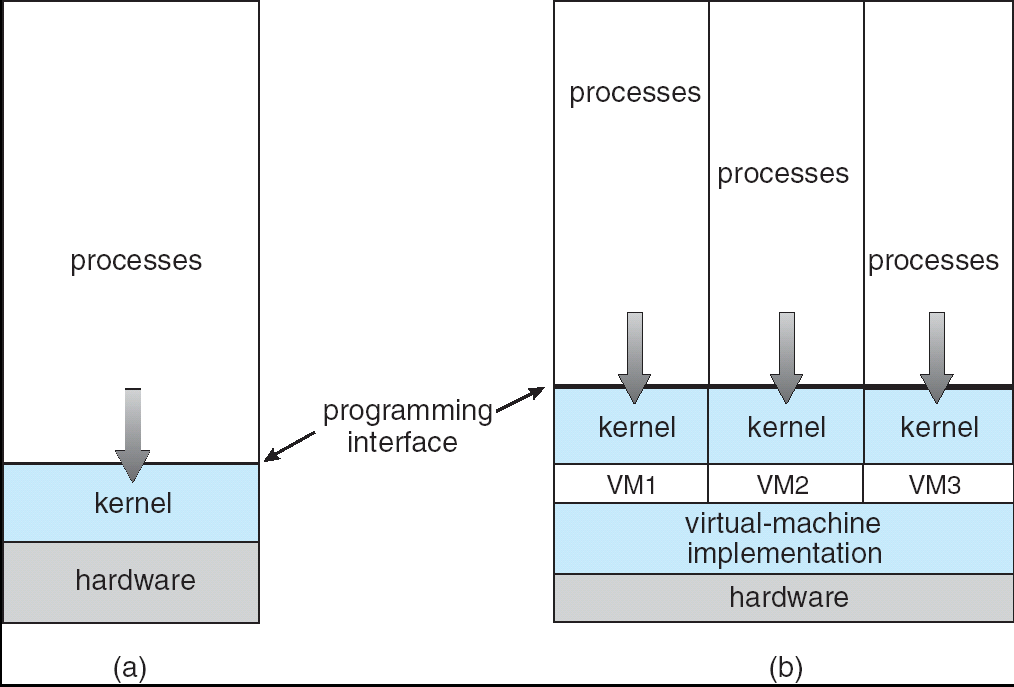 processes
kernel
hardware
(a)
programming
interface
processes
processes
processes
kernel
kernel
kernel
VM1
VM2
VM3
virtual-machine
implementation
hardware
(b)